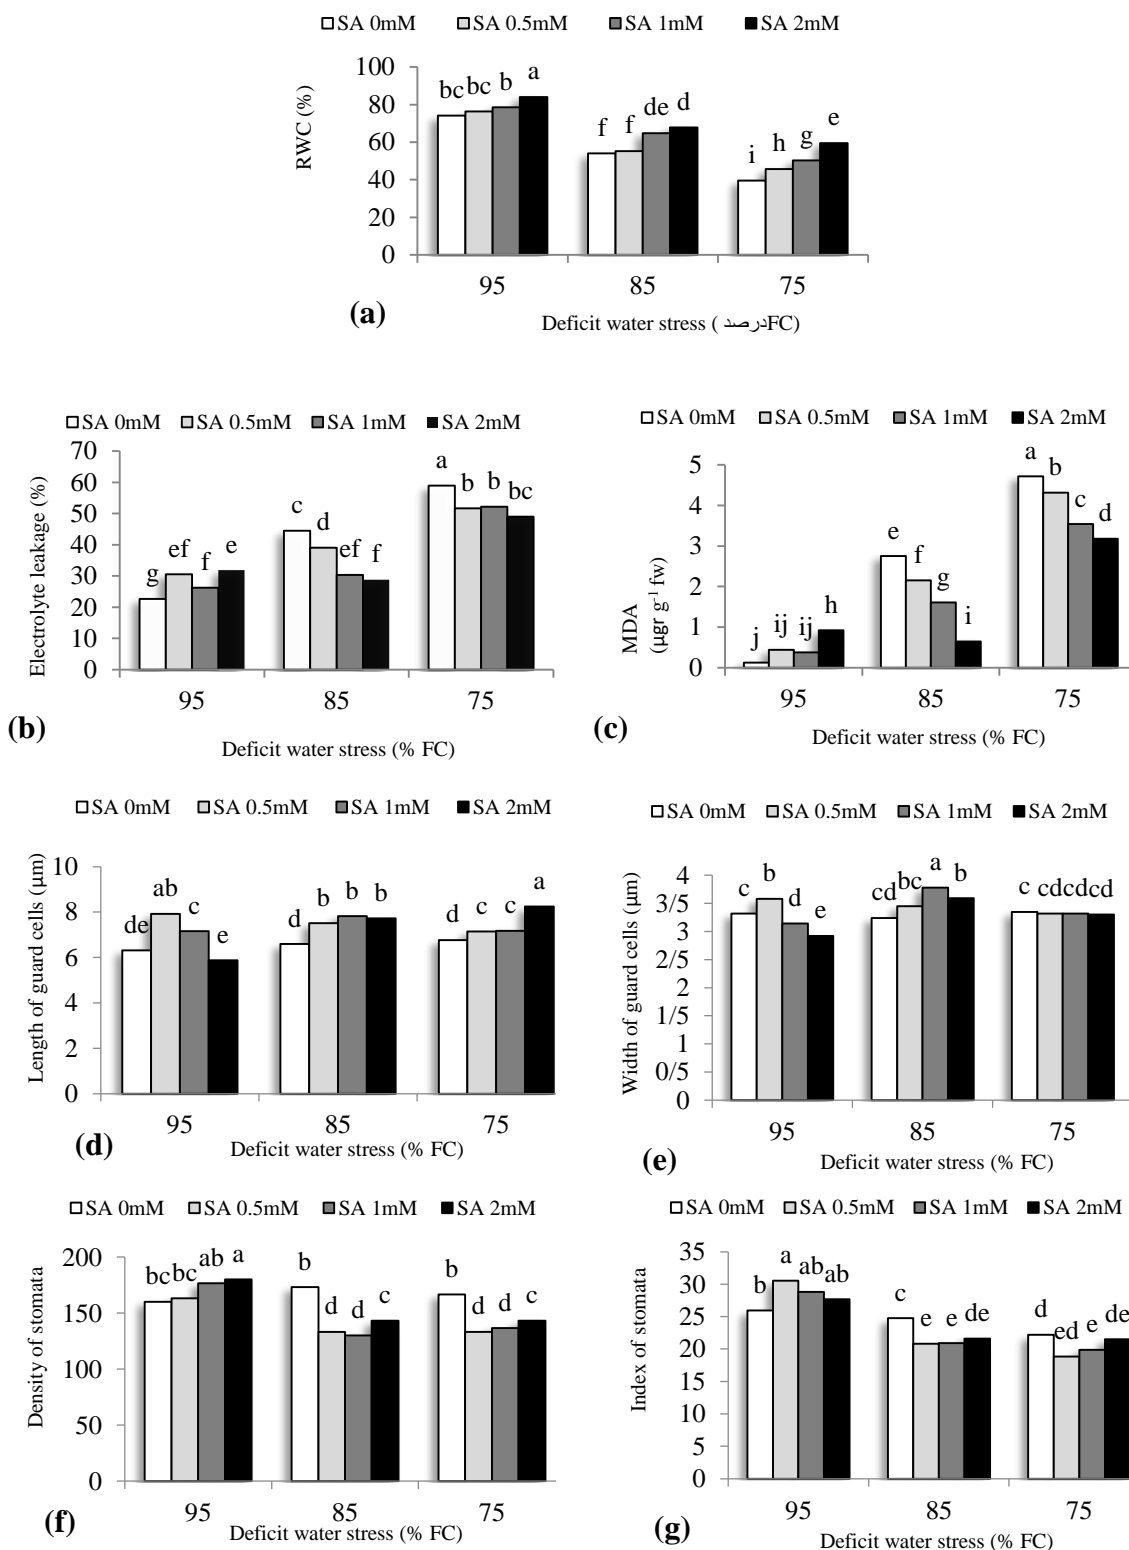 SA 0mM SA 0.5mM SA 1mM SA 2mM
RWC (%)
100
80
60
40
20
0
bc bc b a
f f de d
i h g e
95 85 75
(a)
Deficit water stress ( درصدFC)
SA 0mM SA 0.5mM SA 1mM SA 2mM
Electrolyte leakage (%)
70
60
50
40
30
20
10
0
g ef f e
c d ef f
a b b bc
95 85 75
(b)
Deficit water stress (% FC)
SA 0mM SA 0.5mM SA 1mM SA 2mM
MDA
(µgr g-1 fw)
5
4
3
2
1
0
j ij ij h
e f g i
a b c d
95 85 75
(c)
Deficit water stress (% FC)
SA 0mM SA 0.5mM SA 1mM SA 2mM
Length of guard cells (µm)
10
8
6
4
2
0
de ab c e
d b b b
d c c a
95 85 75
(d)
Deficit water stress (% FC)
SA 0mM SA 0.5mM SA 1mM SA 2mM
Width of guard cells (µm)
4
3/5
3
2/5
2
1/5
1
0/5
0
c b d e
cd bc a b
c cd cd cd
95 85 75
(e)
Deficit water stress (% FC)
SA 0mM SA 0.5mM SA 1mM SA 2mM
Density of stomata
200
150
100
50
0
bc bc ab a
b d d c
b d d c
95 85 75
(f)
Deficit water stress (% FC)
SA 0mM SA 0.5mM SA 1mM SA 2mM
Index of stomata
35
30
25
20
15
10
5
0
b a ab ab
c e e de
d ed e de
95 85 75
(g)
Deficit water stress (% FC)